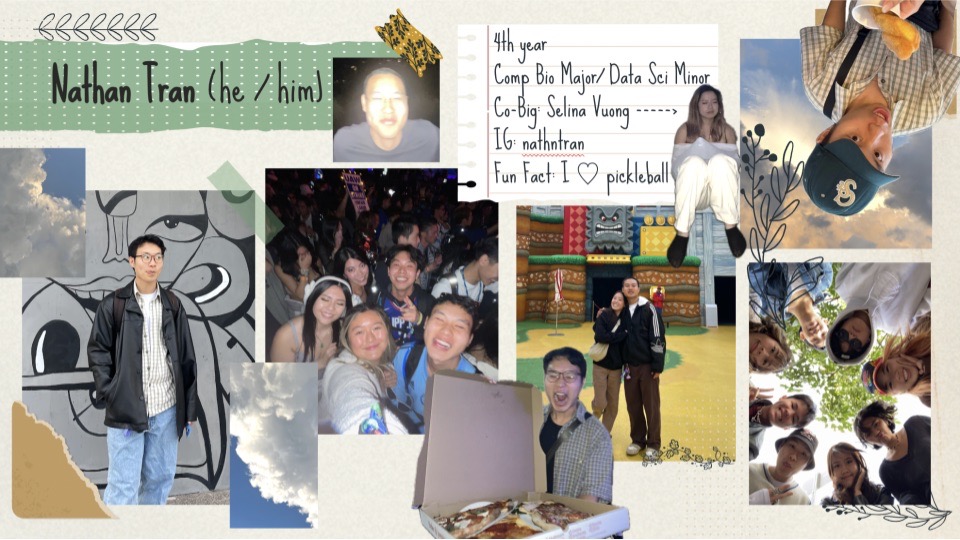 Nathan Tran (he / him)
4th year
Comp Bio Major/ Data Sci Minor
Co-Big: Selina Vuong ----->
IG: nathntran
Fun Fact: I ♡ pickleball